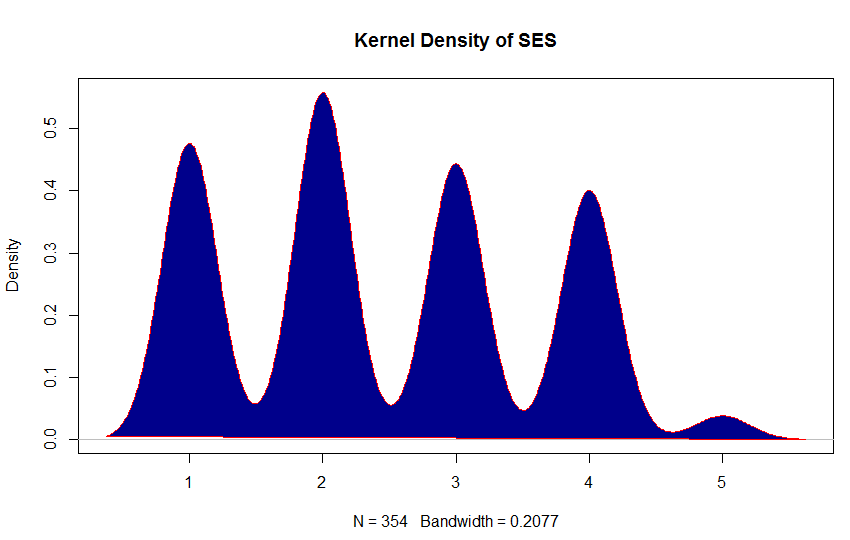 Kernel Density of SES
Density
0.5
0.4
0.3
0.2
0.1
0.0
1 2 3 4 5
N = 354 Bandwidth = 0.2077